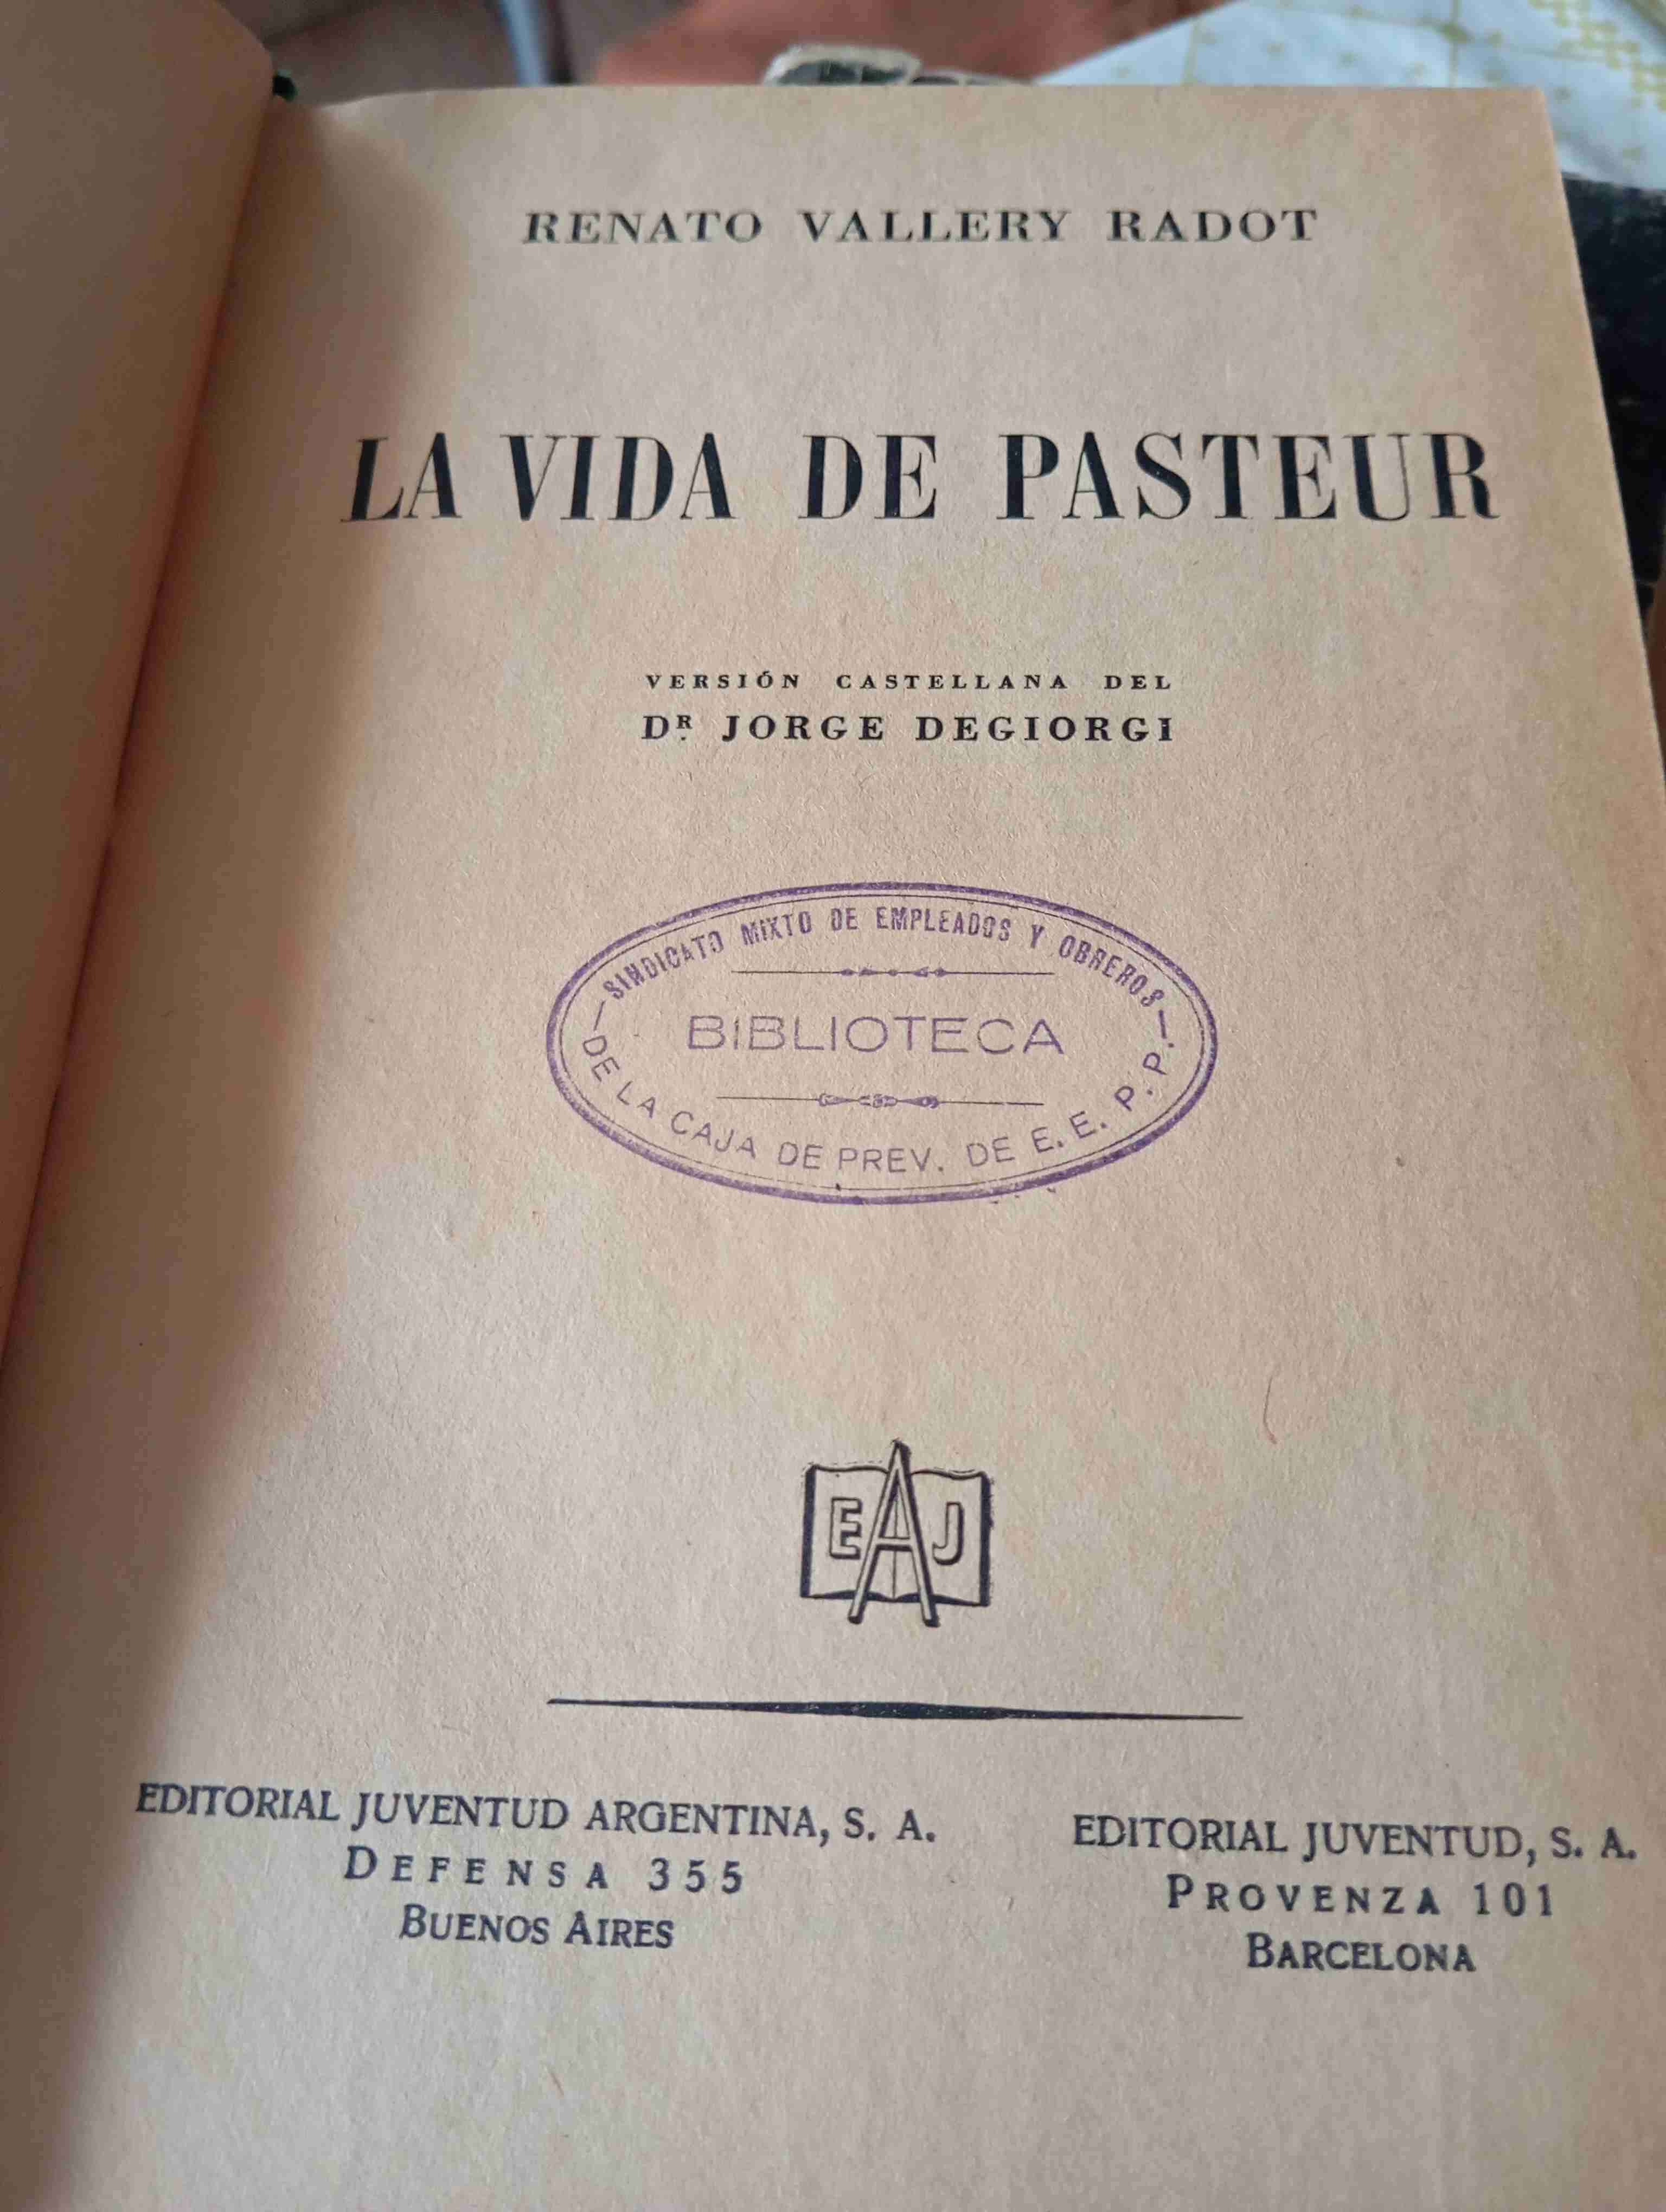 RENATO VALLERY RADOT
LA VIDA DE PASTEUR
VERSIÓN CASTELLANA DEL
DR. JORGE DEGIORGI
—SINDICATO MIXTO DE EMPLEADOS Y OBREROS—
BIBLIOTECA
DE LA CAJA DE PREV. DE E. E. P. P.
EAJ
EDITORIAL JUVENTUD ARGENTINA, S. A.
DEFENSA 355
BUENOS AIRES
EDITORIAL JUVENTUD, S. A.
PROVENZA 101
BARCELONA